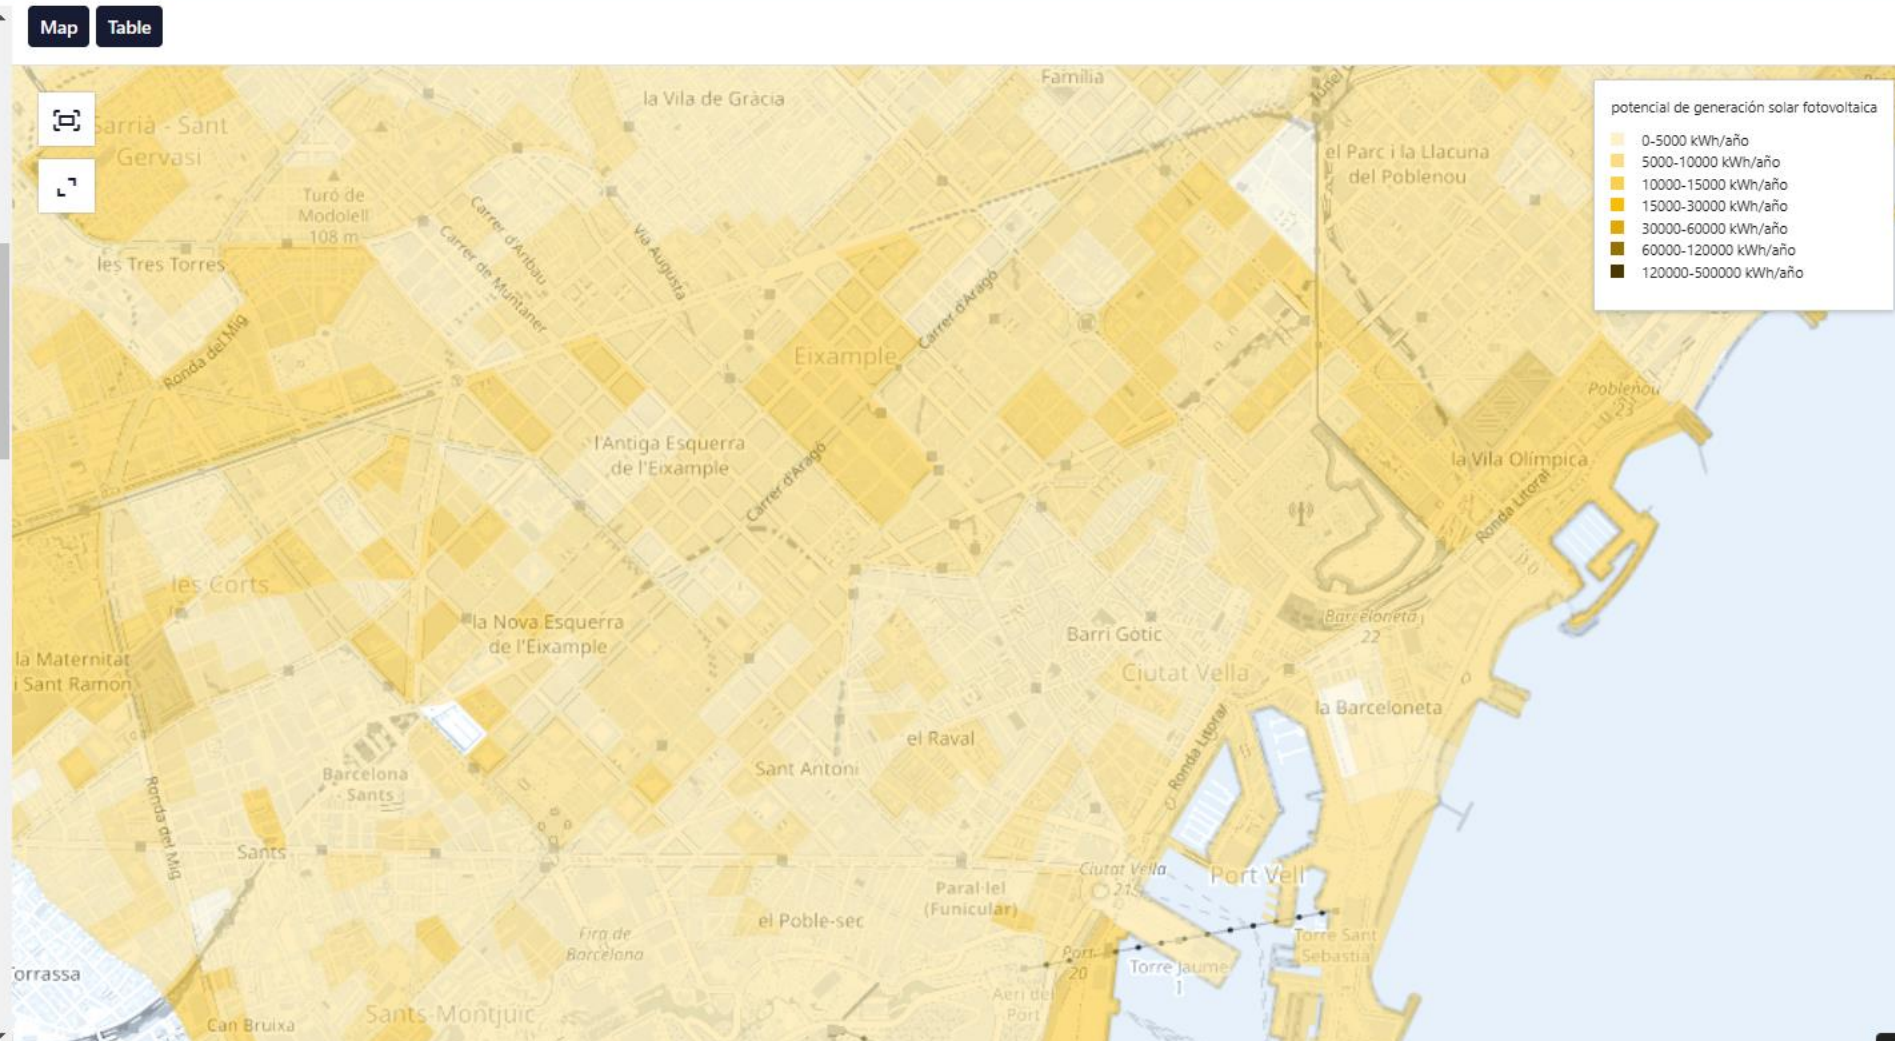 Map
Table
Família
la Vila de Gràcia
Sarrià - Sant
Gervasi
Turó de
Modolell
108 m
Carrer d'Aribau
Carrer de Muntaner
Via Augusta
les Tres Torres
Ronda del Mig
Eixample
Carrer d'Aragó
el Parc i la Llacuna
del Poblenou
potencial de generación solar fotovoltaica
0-5000 kWh/año
5000-10000 kWh/año
10000-15000 kWh/año
15000-30000 kWh/año
30000-60000 kWh/año
60000-120000 kWh/año
120000-500000 kWh/año
Poblenou
23
l'Antiga Esquerra
de l'Eixample
Carrer d'Aragó
la Vila Olímpica
Ronda Litoral
les Corts
la Nova Esquerra
de l'Eixample
Barri Gòtic
Ciutat Vella
Barceloneta
22
la Maternitat
i Sant Ramon
la Barceloneta
el Raval
Ronda Litoral
Sant Antoni
Barcelona
- Sants
Ronda del Mig
Sants
Ciutat Vella
21
Port Vell
Paral·lel
(Funicular)
el Poble-sec
Fira de
Barcelona
Port
20
Torre Jaume
I
Torre Sant
Sebastià
Aeri del
Port
orrassa
Can Bruixa
Sants-Montjuïc